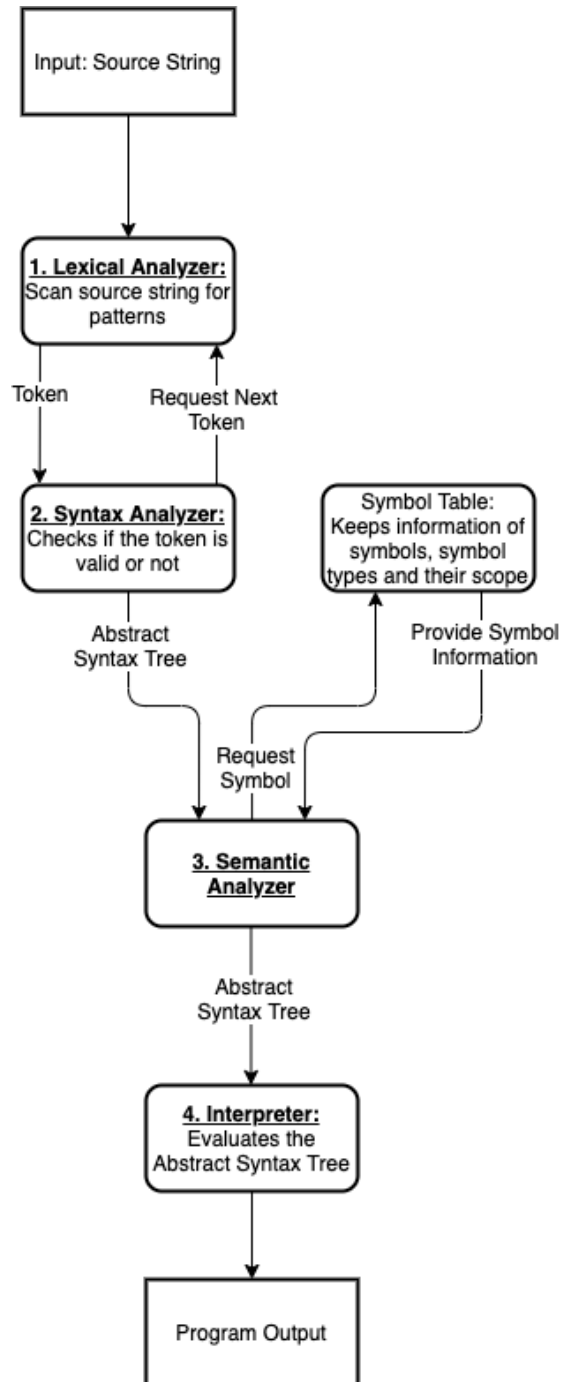 Input: Source String
1. Lexical Analyzer:
Scan source string for
patterns
Token
Request Next
Token
2. Syntax Analyzer:
Checks if the token is
valid or not
Symbol Table:
Keeps information of
symbols, symbol
types and their scope
Abstract
Syntax Tree
Provide Symbol
Information
Request
Symbol
3. Semantic
Analyzer
Abstract
Syntax Tree
4. Interpreter:
Evaluates the
Abstract Syntax Tree
Program Output